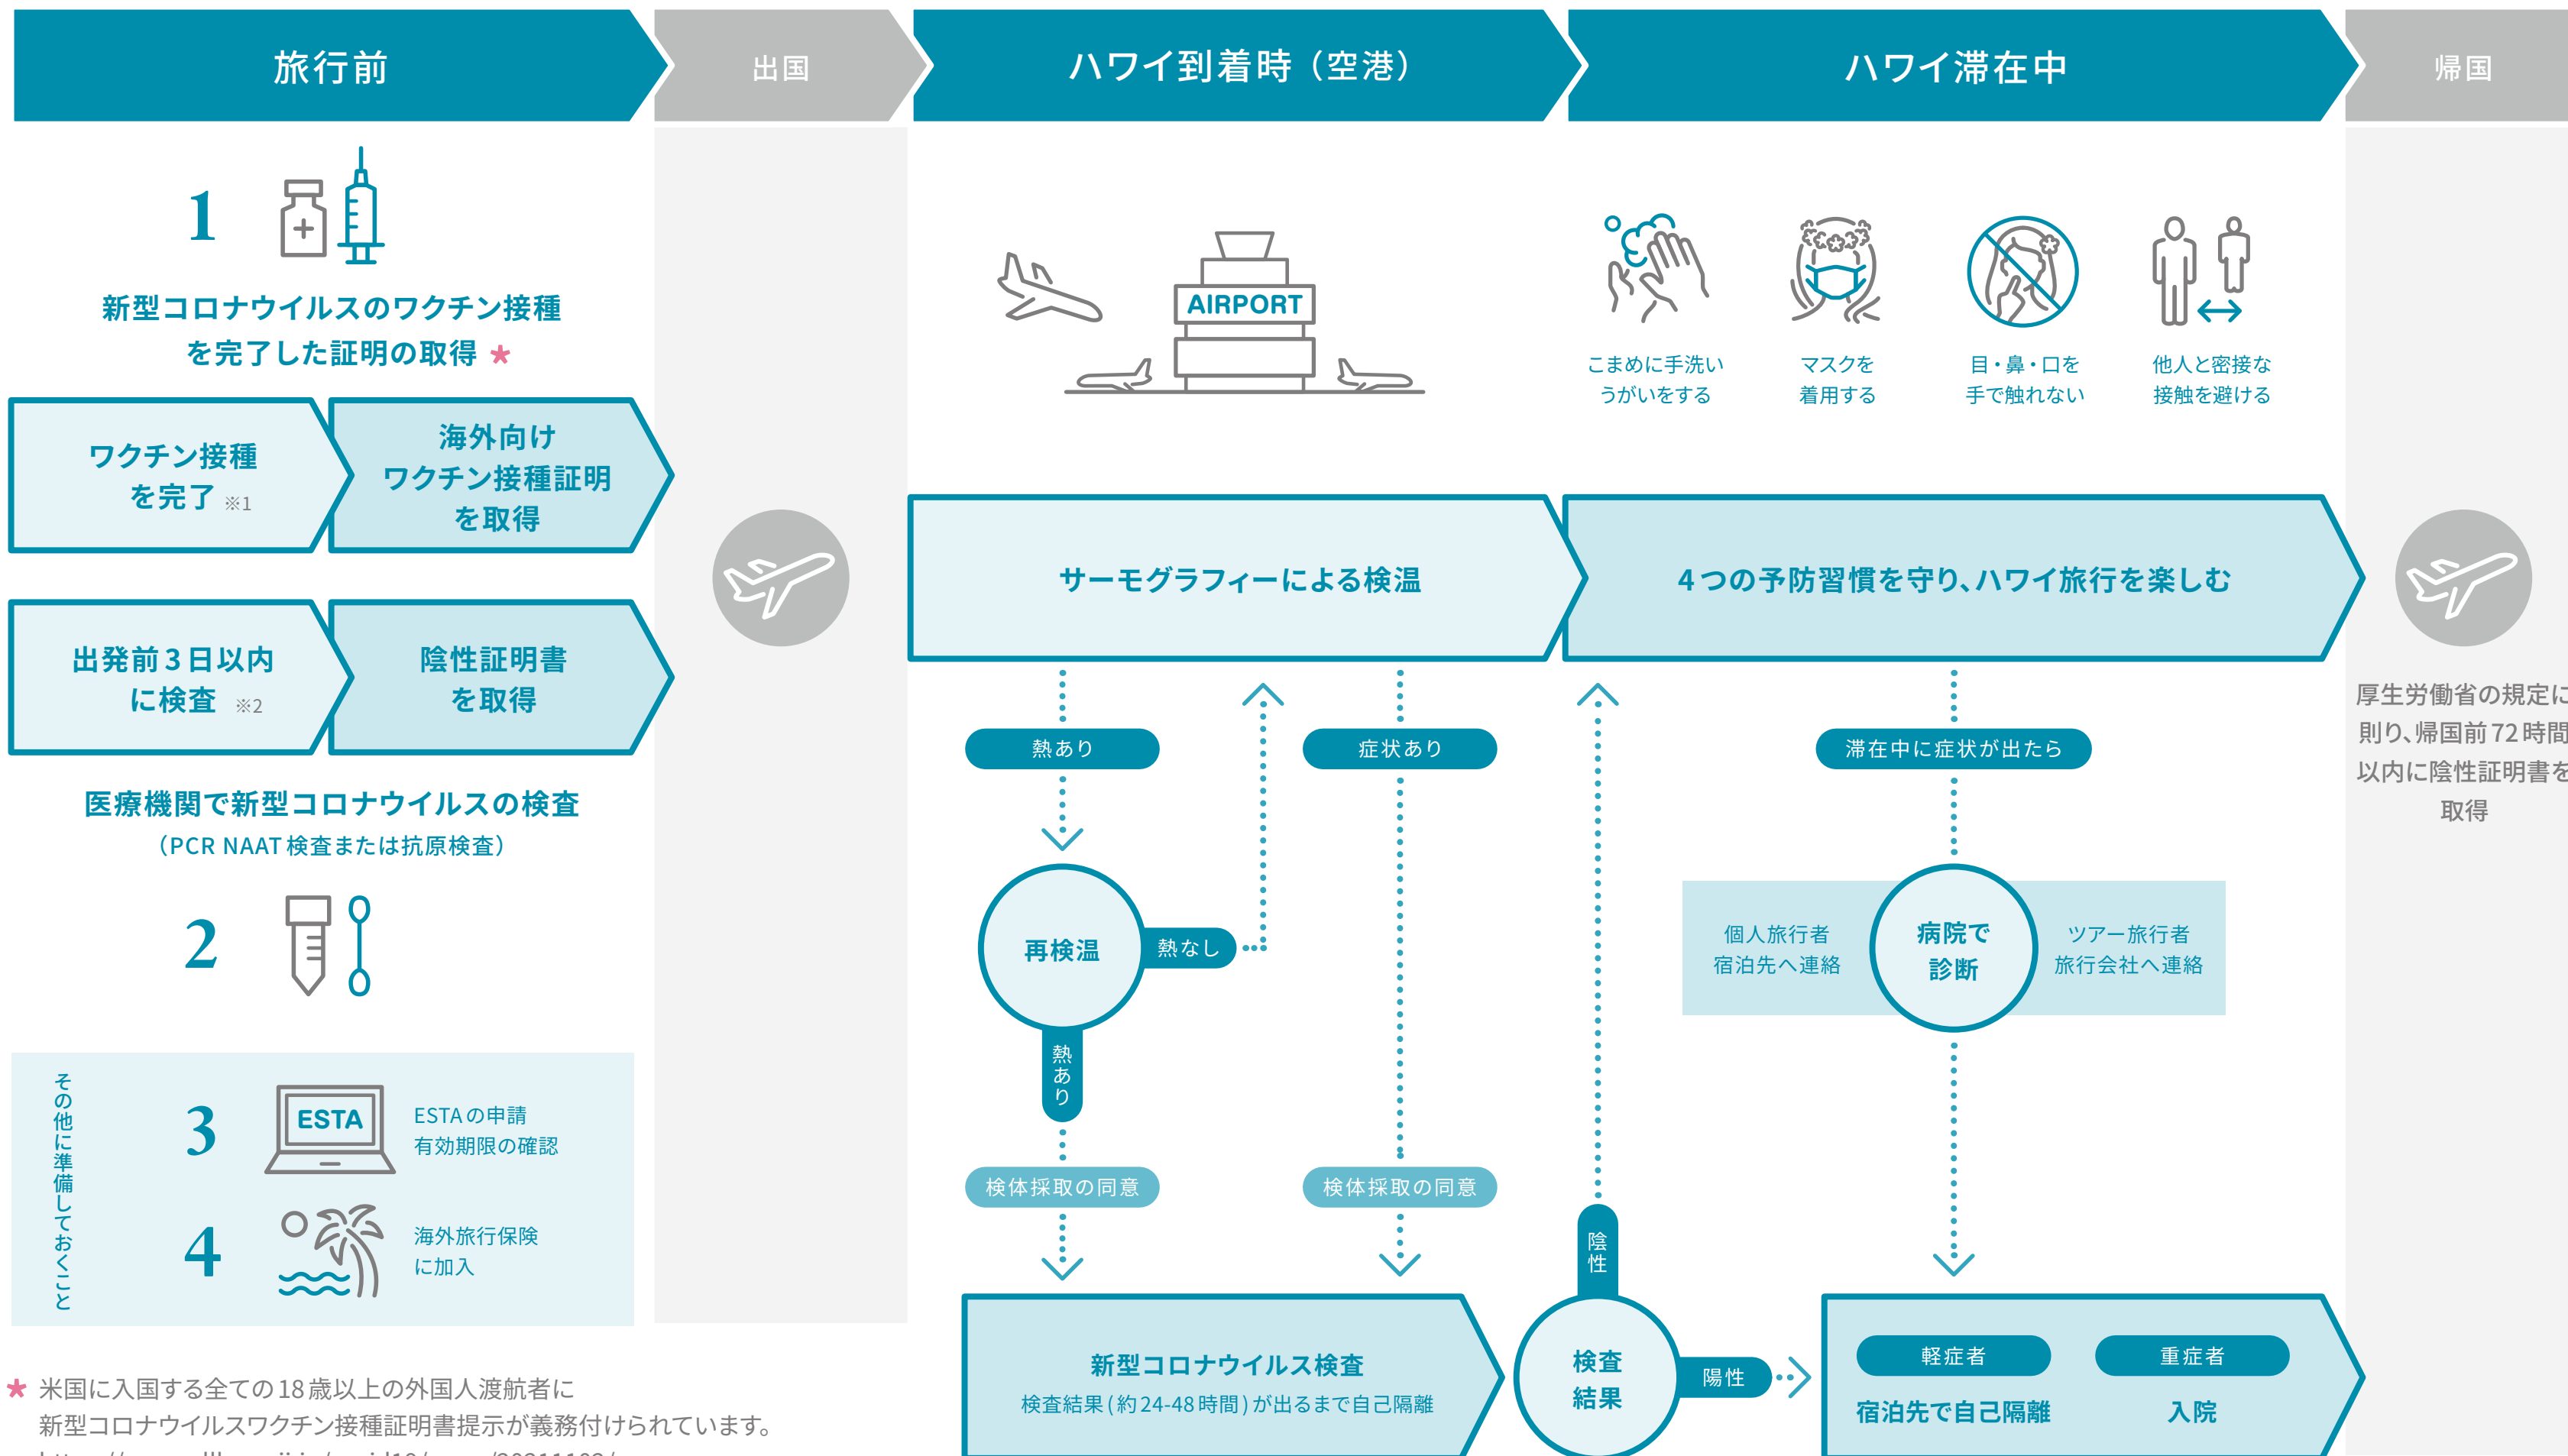 旅行前
出国
ハワイ到着時（空港）
ハワイ滞在中
帰国
1
新型コロナウイルスのワクチン接種
を完了した証明の取得 *
ワクチン接種
を完了 ※1
海外向け
ワクチン接種証明
を取得
出発前3日以内
に検査 ※2
陰性証明書
を取得
医療機関で新型コロナウイルスの検査
（PCR NAAT検査または抗原検査）
2
その他に準備しておくこと
3
ESTA
ESTAの申請
有効期限の確認
4
海外旅行保険
に加入
* 米国に入国する全ての18歳以上の外国人渡航者に
新型コロナウイルスワクチン接種証明書提示が義務付けられています。
AIRPORT
サーモグラフィーによる検温
熱あり
症状あり
再検温
熱なし
熱あり
検体採取の同意
検体採取の同意
新型コロナウイルス検査
検査結果(約24-48時間)が出るまで自己隔離
検査
結果
陰性
陽性
こまめに手洗い
うがいをする
マスクを
着用する
目・鼻・口を
手で触れない
他人と密接な
接触を避ける
4つの予防習慣を守り、ハワイ旅行を楽しむ
滞在中に症状が出たら
個人旅行者
宿泊先へ連絡
病院で
診断
ツアー旅行者
旅行会社へ連絡
軽症者
宿泊先で自己隔離
重症者
入院
厚生労働省の規定に
則り、帰国前72時間
以内に陰性証明書を
取得